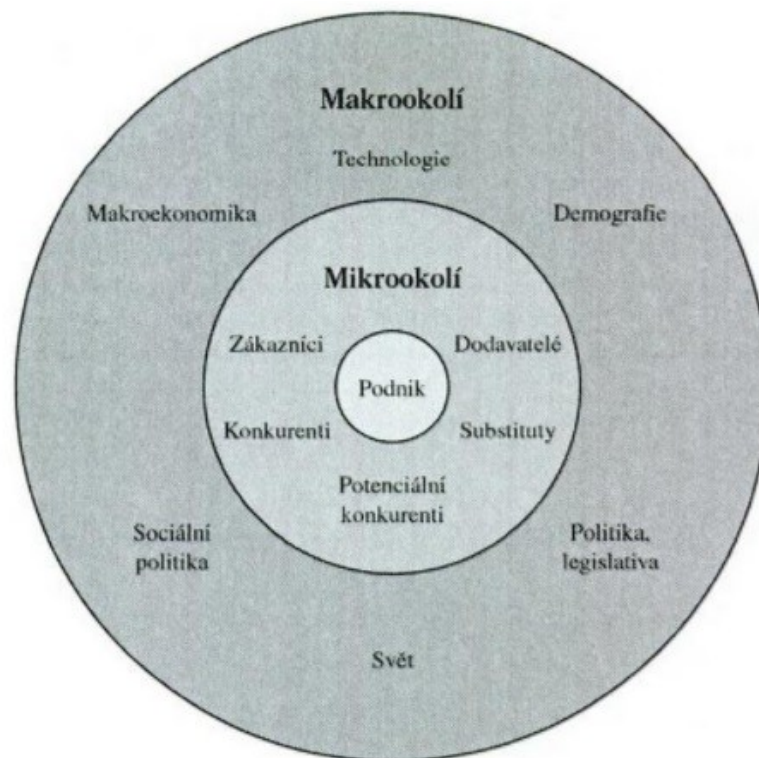 Makrookolí
Technologie
Makroekonomika
Demografie
Mikrookolí
Zákazníci
Dodavatelé
Podnik
Konkurenti
Substituty
Potenciální
konkurenti
Sociální
politika
Politika,
legislativa
Svět